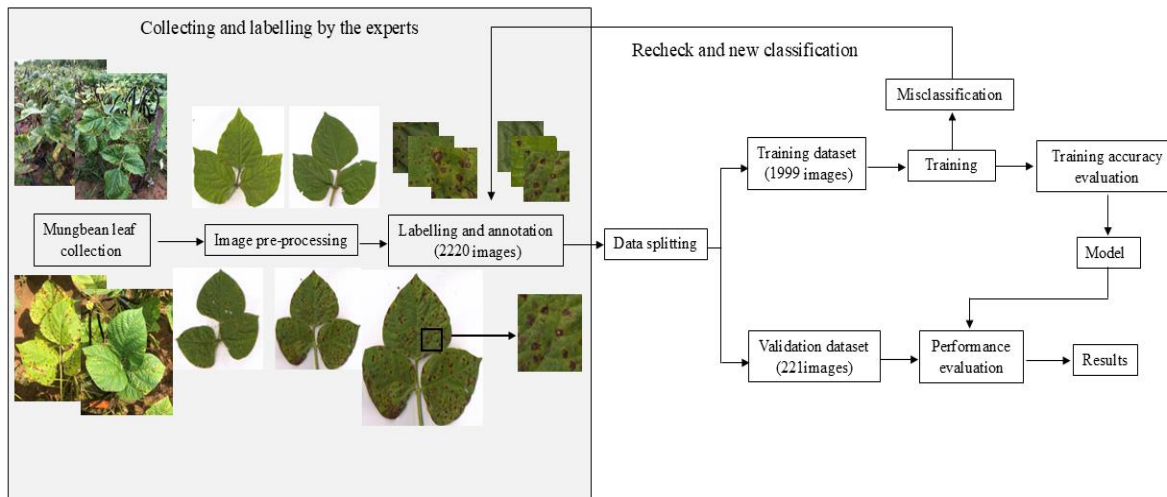 Collecting and labelling by the experts
Recheck and new classification
Misclassification
Training dataset
(1999 images)
Training
Training accuracy
evaluation
Mungbean leaf
collection
Image pre-processing
Labelling and annotation
(2220 images)
Data splitting
Model
Validation dataset
(221images)
Performance
evaluation
Results